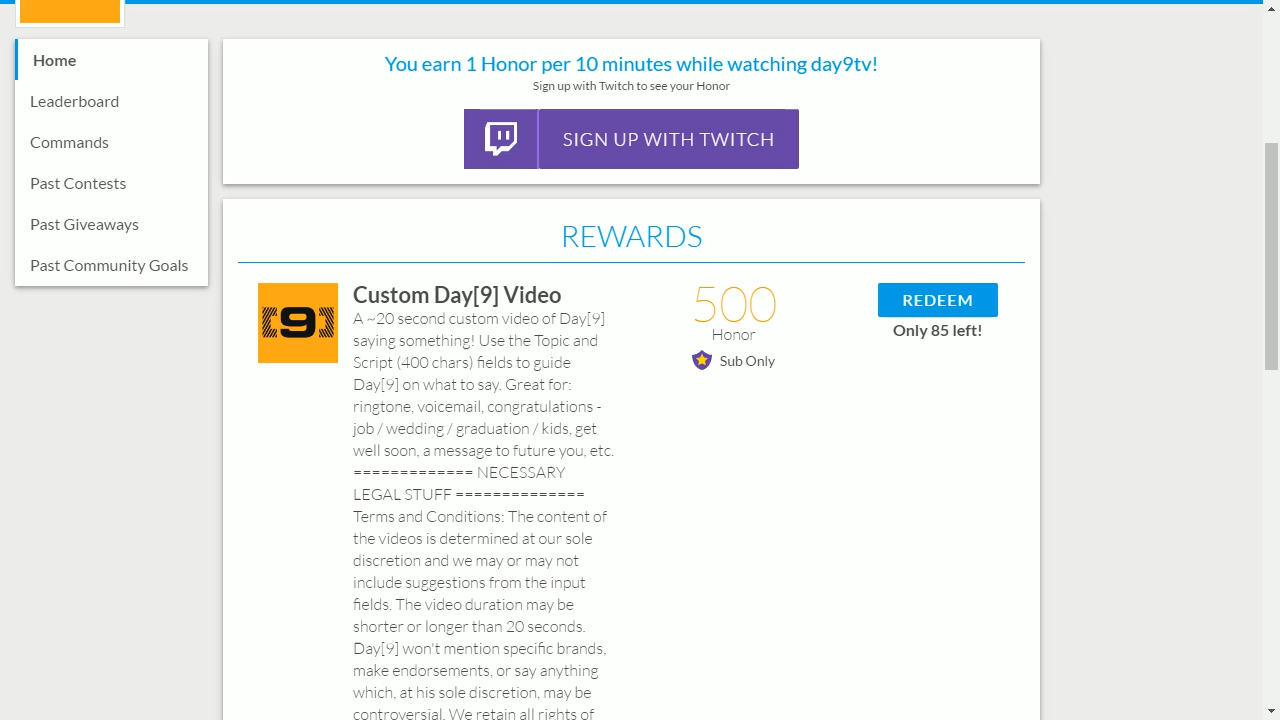 Home
Leaderboard
Commands
Past Contests
Past Giveaways
Past Community Goals
You earn 1 Honor per 10 minutes while watching day9tv!
Sign up with Twitch to see your Honor
SIGN UP WITH TWITCH
REWARDS
[9]
Custom Day[9] Video
A ~20 second custom video of Day[9]
saying something! Use the Topic and
Script (400 chars) fields to guide
Day[9] on what to say. Great for:
ringtone, voicemail, congratulations -
job / wedding / graduation / kids, get
well soon, a message to future you, etc.
============= NECESSARY
LEGAL STUFF ==============
Terms and Conditions: The content of
the videos is determined at our sole
discretion and we may or may not
include suggestions from the input
fields. The video duration may be
shorter or longer than 20 seconds.
Day[9] won't mention specific brands,
make endorsements, or say anything
which, at his sole discretion, may be
controversial. We retain all rights of
500
Honor
Sub Only
REDEEM
Only 85 left!